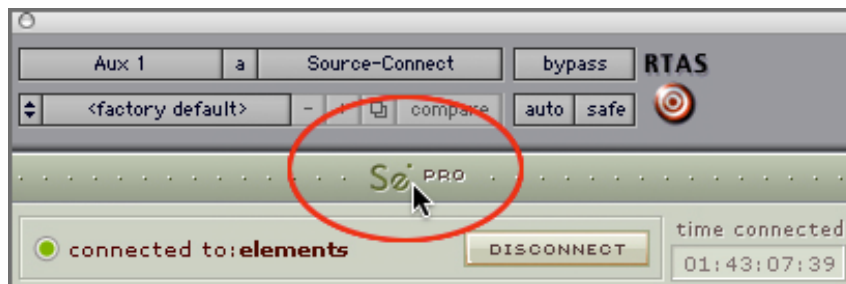 Aux 1 a Source-Connect bypass RTAS
<factory default> - + compare auto safe
PRO
connected to:elements DISCONNECT time connected
01:43:07:39